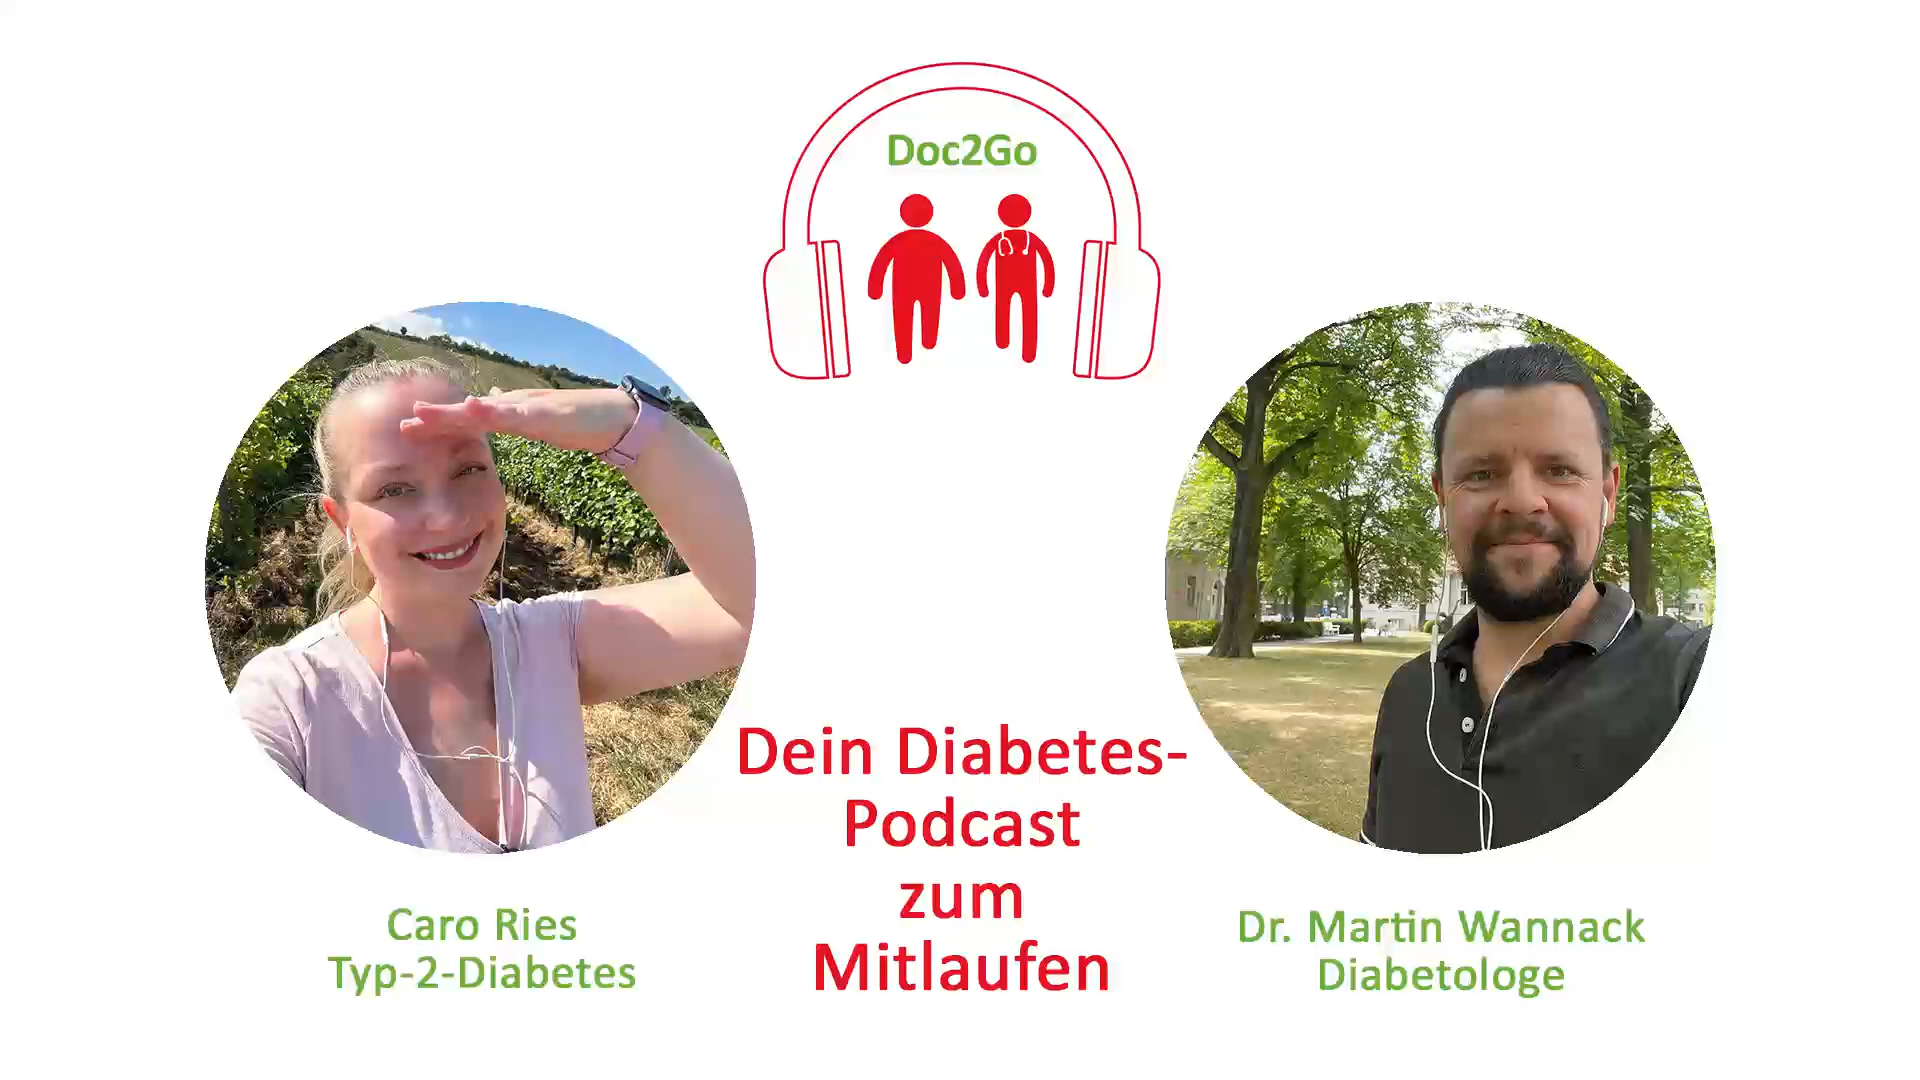 Doc2Go
Dein Diabetes-
Podcast
zum
Mitlaufen
Caro Ries
Typ-2-Diabetes
Dr. Martin Wannack
Diabetologe